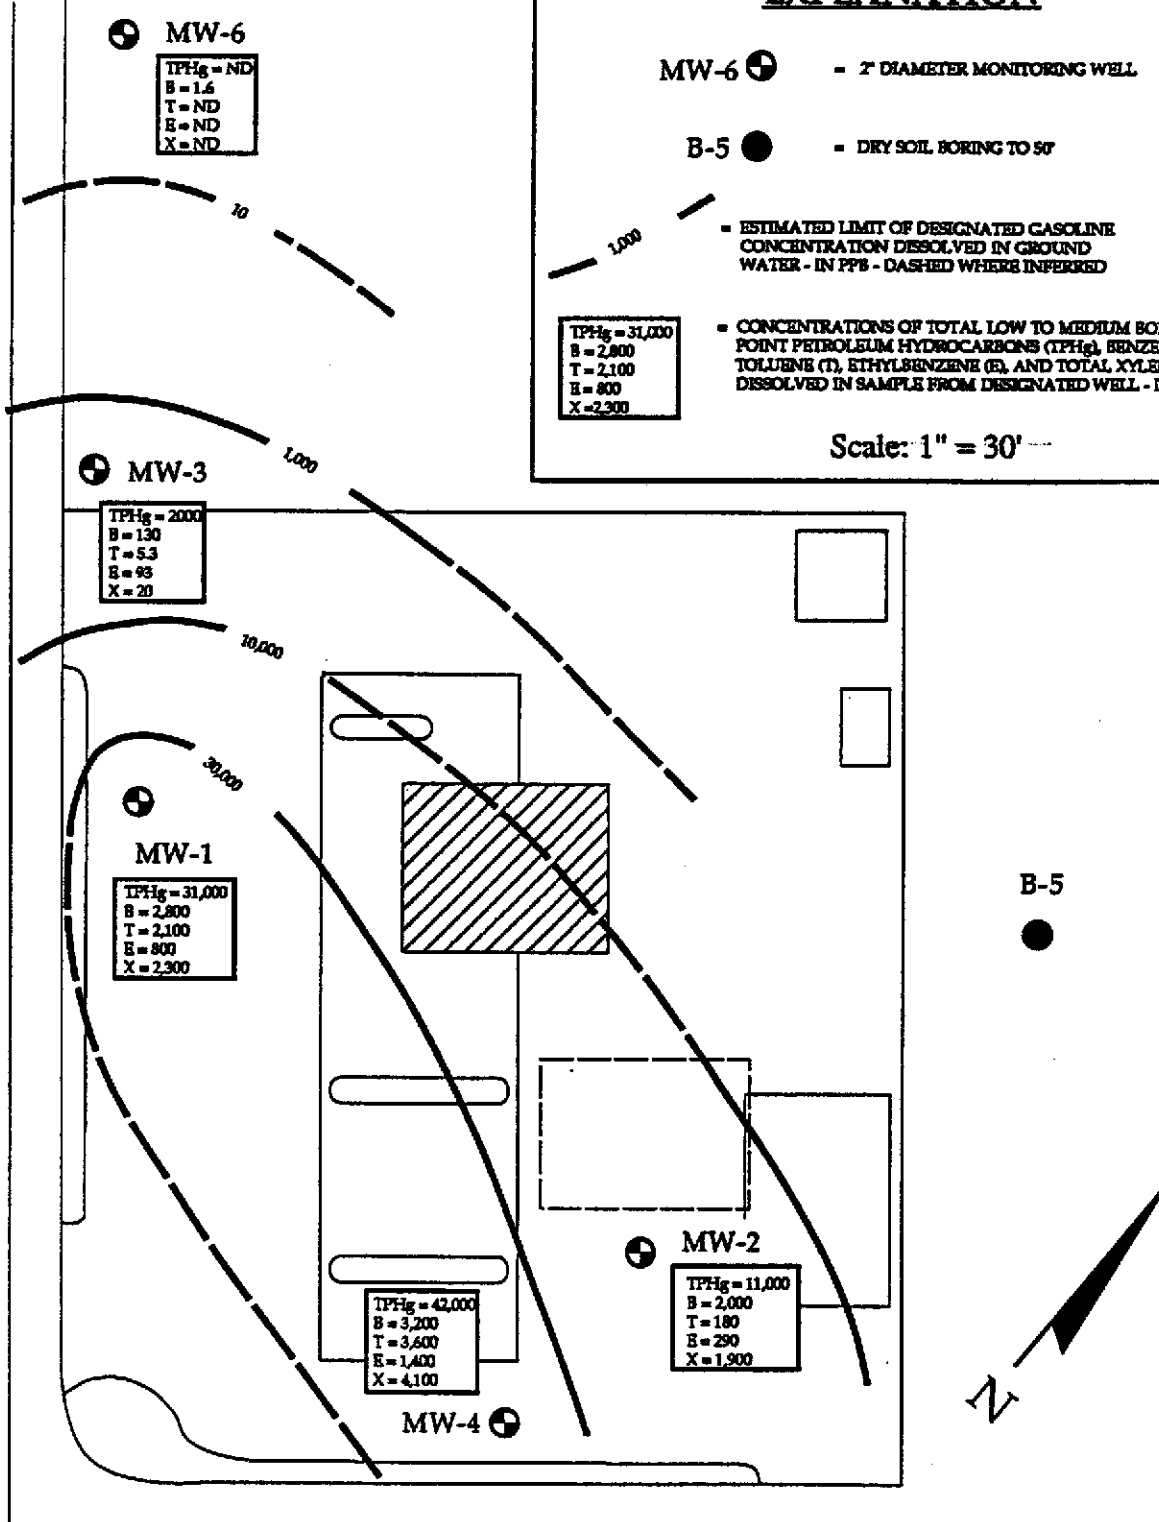 EXPLANATION
MW-6
TPHg = ND
B = 1.6
T = ND
E = ND
X = ND
MW-6
= 2" DIAMETER MONITORING WELL
B-5
= DRY SOIL BORING TO 50'
10
1,000
= ESTIMATED LIMIT OF DESIGNATED GASOLINE
CONCENTRATION DISSOLVED IN GROUND
WATER - IN PPB - DASHED WHERE INFERRED
TPHg = 31,000
B = 2,800
T = 2,100
E = 800
X = 2,300
= CONCENTRATIONS OF TOTAL LOW TO MEDIUM
POINT PETROLEUM HYDROCARBONS (TPHg),
TOLUENE (T), ETHYLBENZENE (E), AND TOTAL
DISSOLVED IN SAMPLE FROM DESIGNATED WELL -
Scale: 1" = 30'
1,000
MW-3
TPHg = 2000
B = 130
T = 5.3
E = 93
X = 20
10,000
30,000
MW-1
TPHg = 31,000
B = 2,800
T = 2,100
E = 800
X = 2,300
B-5
MW-2
TPHg = 11,000
B = 2,000
T = 180
E = 290
X = 1,900
TPHg = 42,000
B = 3,200
T = 3,600
E = 1,400
X = 4,100
MW-4
N